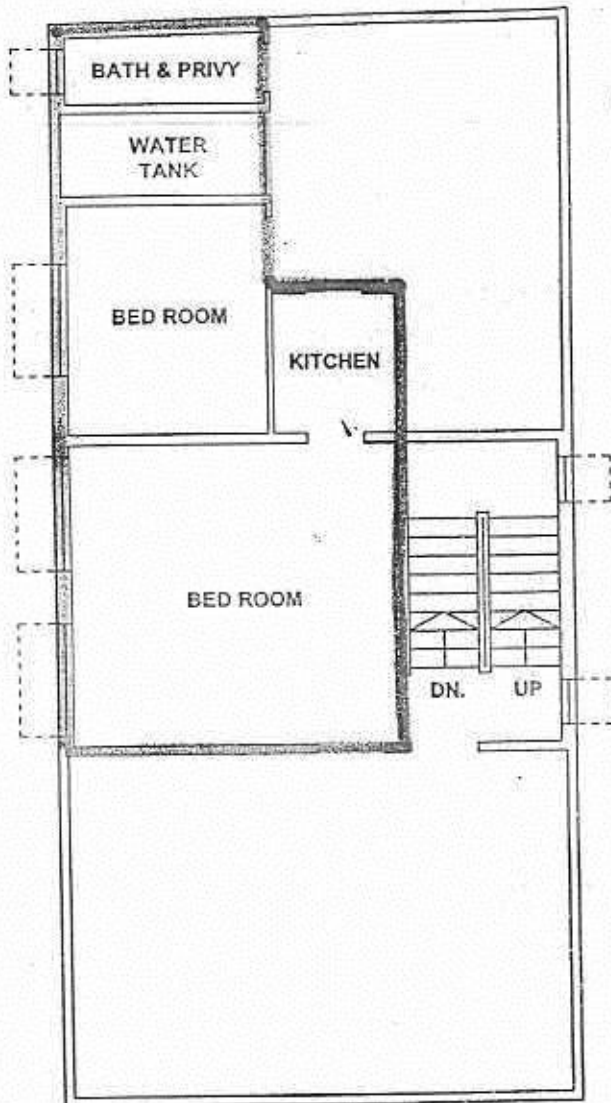 BATH & PRIVY
WATER
TANK
BED ROOM
KITCHEN
BED ROOM
DN.
UP